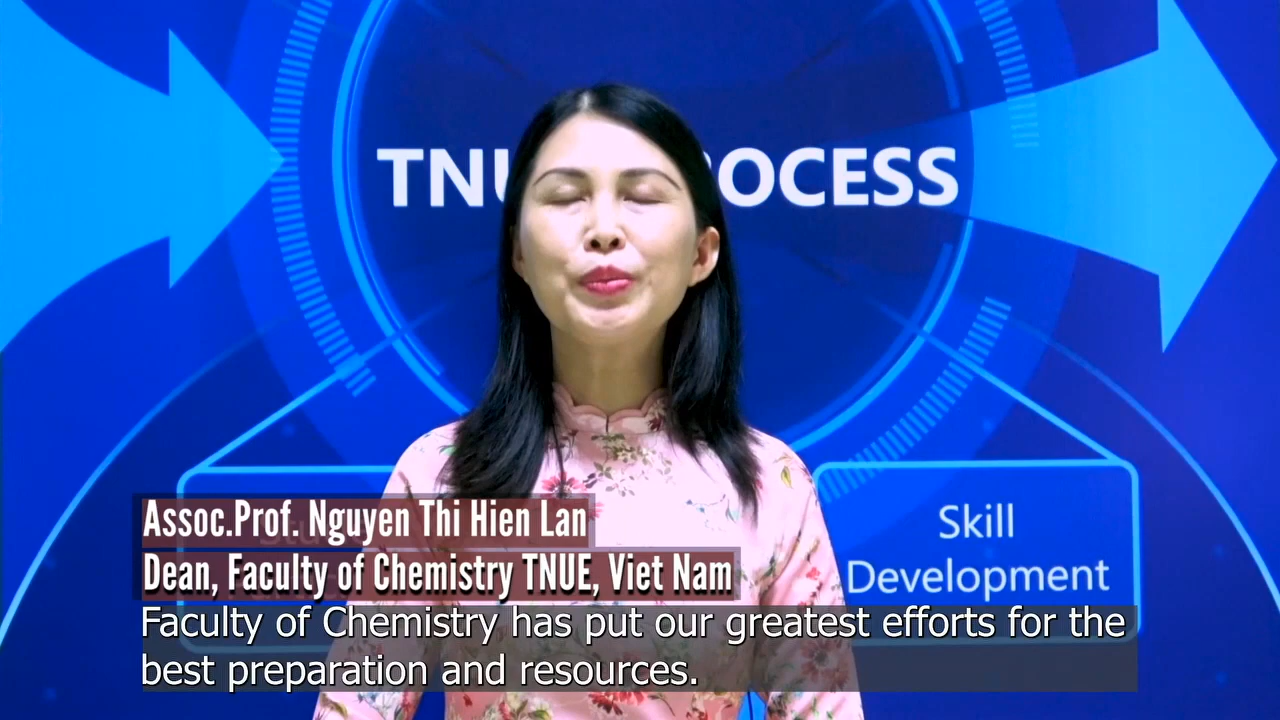 TNU ROCESS
Assoc.Prof. Nguyen Thi Hien Lan
Dean, Faculty of Chemistry TNUE, Viet Nam
Skill
Development
Faculty of Chemistry has put our greatest efforts for the
best preparation and resources.